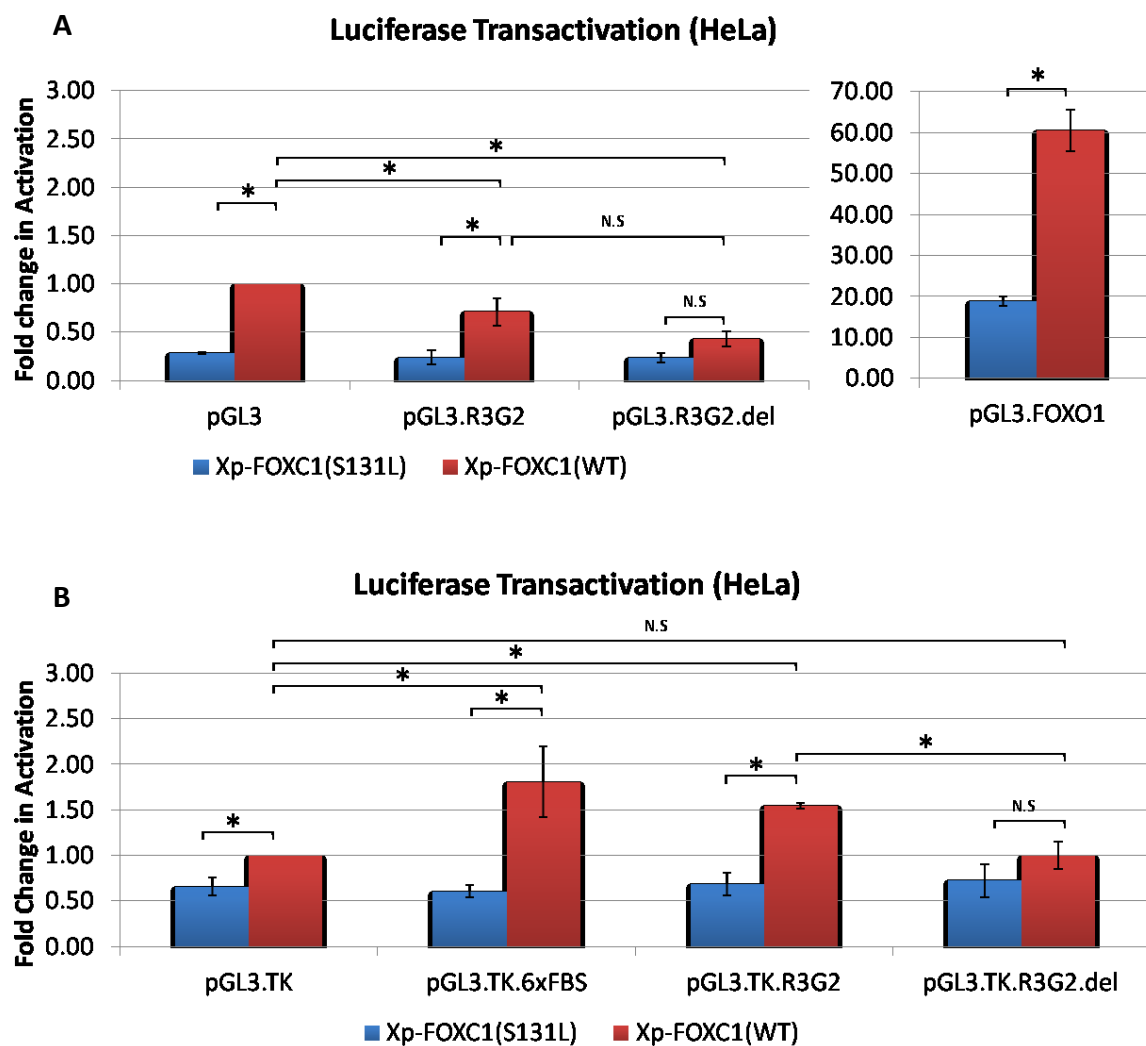 A
Luciferase Transactivation (HeLa)
Fold change in Activation
3.00
2.50
2.00
1.50
1.00
0.50
0.00
*
*
*
*
N.S
N.S
pGL3
pGL3.R3G2
pGL3.R3G2.del
70.00
60.00
50.00
40.00
30.00
20.00
10.00
0.00
*
pGL3.FOXO1
Xp-FOXC1(S131L)
Xp-FOXC1(WT)
B
Luciferase Transactivation (HeLa)
Fold Change in Activation
3.00
2.50
2.00
1.50
1.00
0.50
0.00
N.S
*
*
*
*
*
*
N.S
pGL3.TK
pGL3.TK.6xFBS
pGL3.TK.R3G2
pGL3.TK.R3G2.del
Xp-FOXC1(S131L)
Xp-FOXC1(WT)